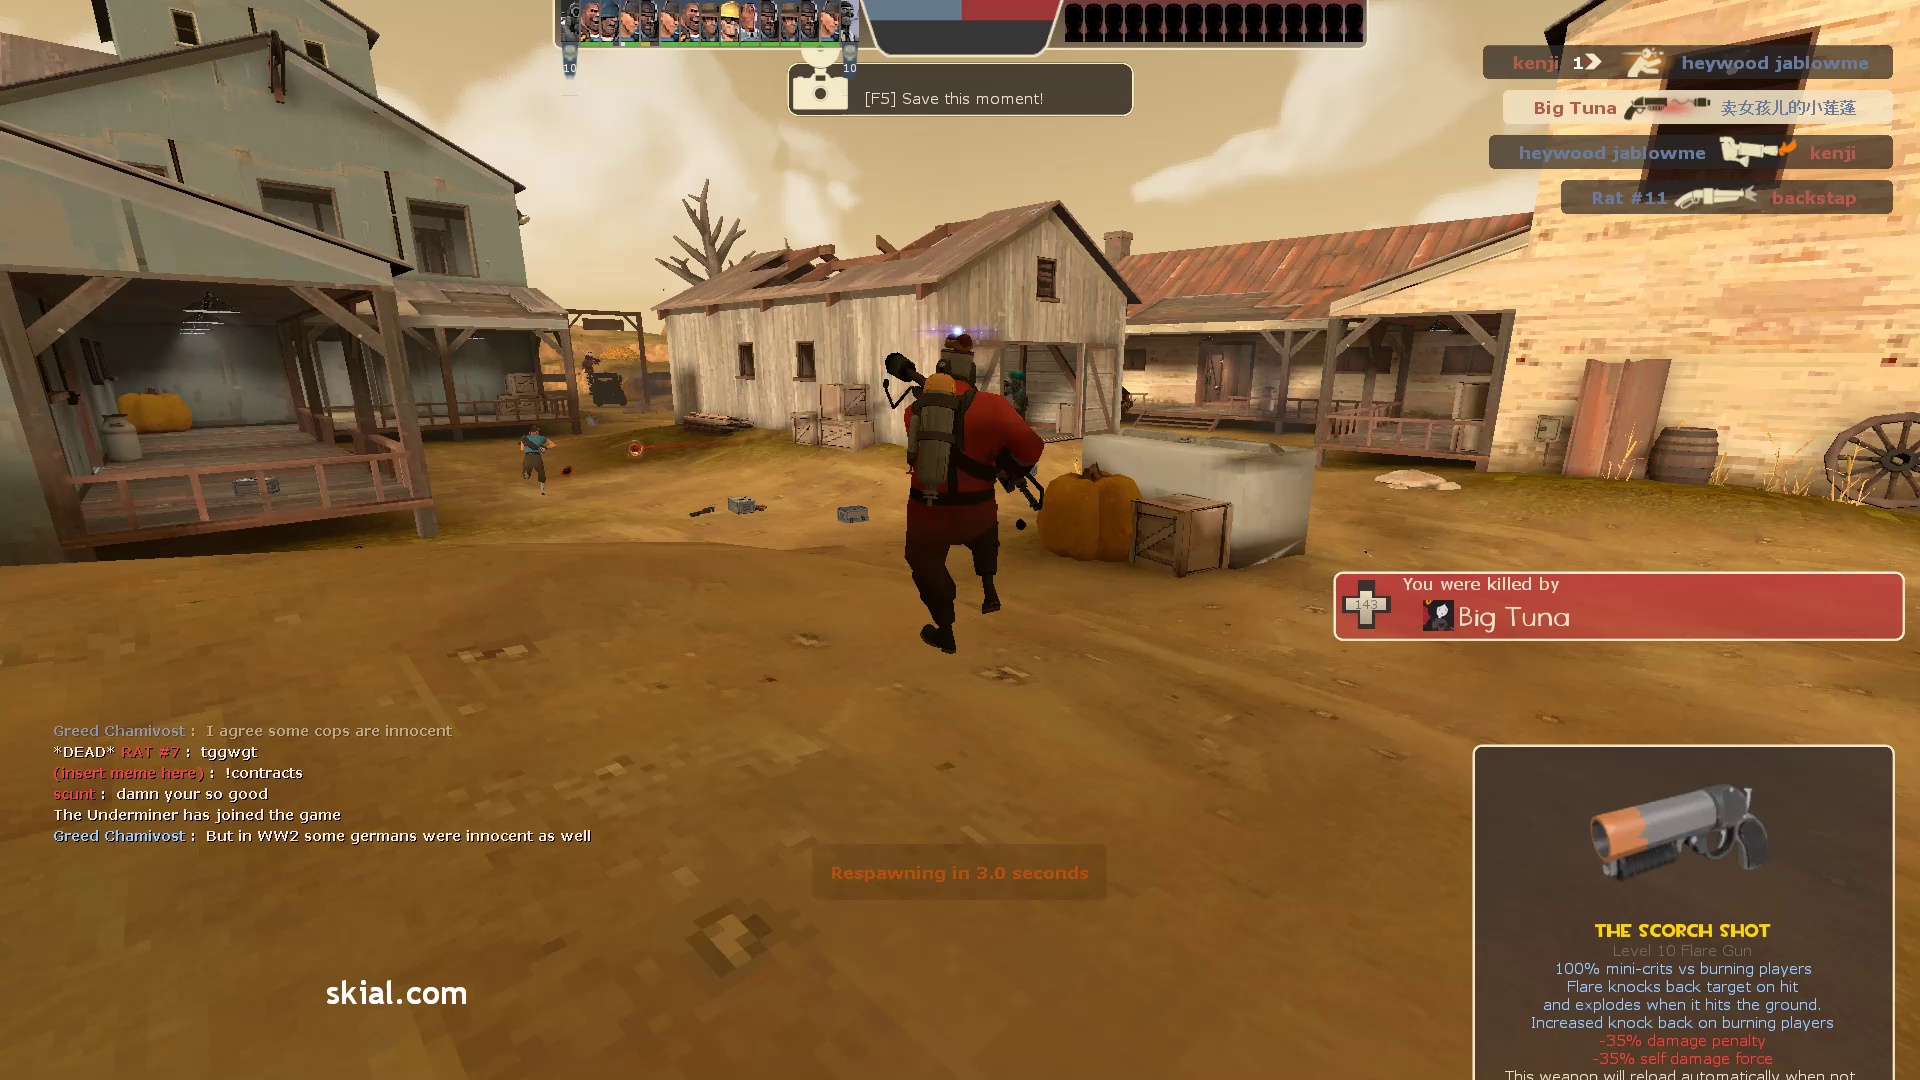 10
10
[F5] Save this moment!
kenji 1 heywood jablowme
Big Tuna 卖女孩儿的小莲蓬
heywood jablowme kenji
Rat #11 backstap
You were killed by
143
Big Tuna
Greed Chamivost : I agree some cops are innocent
*DEAD* RAT #7 : tggwgt
(insert meme here) : !contracts
scunt : damn your so good
The Underminer has joined the game
Greed Chamivost : But in WW2 some germans were innocent as well
Respawning in 3.0 seconds
skial.com
THE SCORCH SHOT
Level 10 Flare Gun
100% mini-crits vs burning players
Flare knocks back target on hit
and explodes when it hits the ground.
Increased knock back on burning players
-35% damage penalty
-35% self damage force
This weapon will reload automatically when not